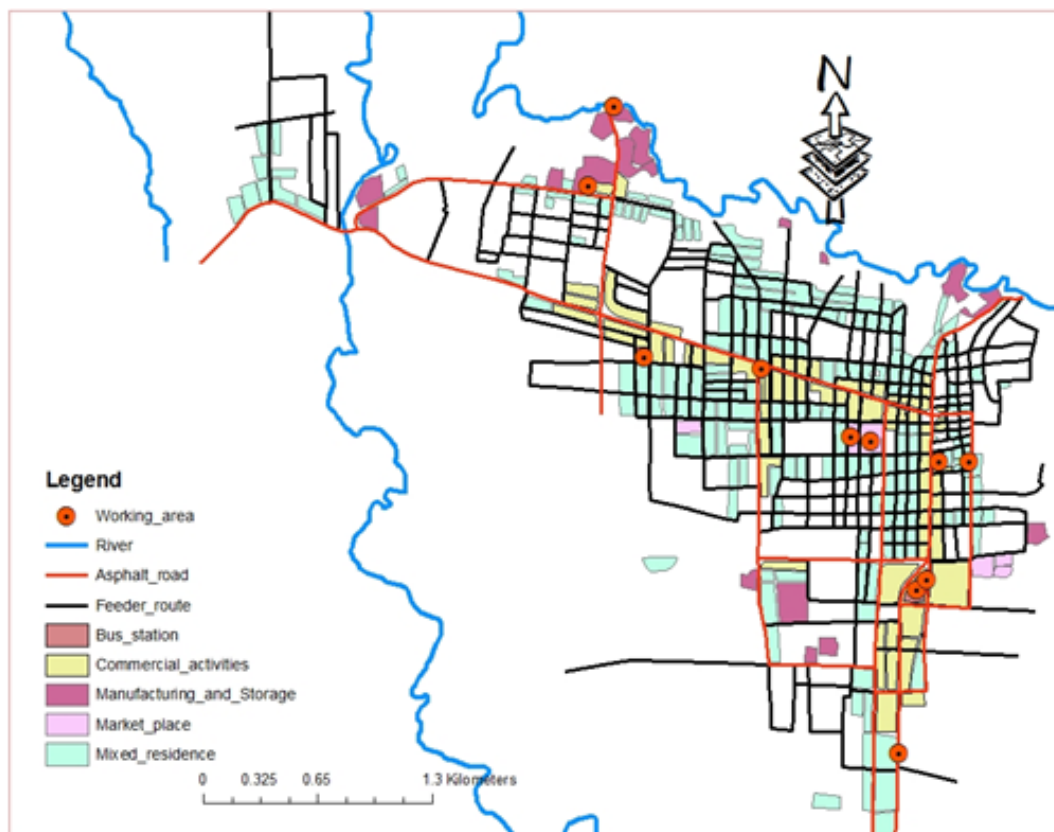 N
Legend
Working_area
River
Asphalt_road
Feeder_route
Bus_station
Commercial_activities
Manufacturing_and_Storage
Market_place
Mixed_residence
0 0.325 0.65 1.3 Kilometers